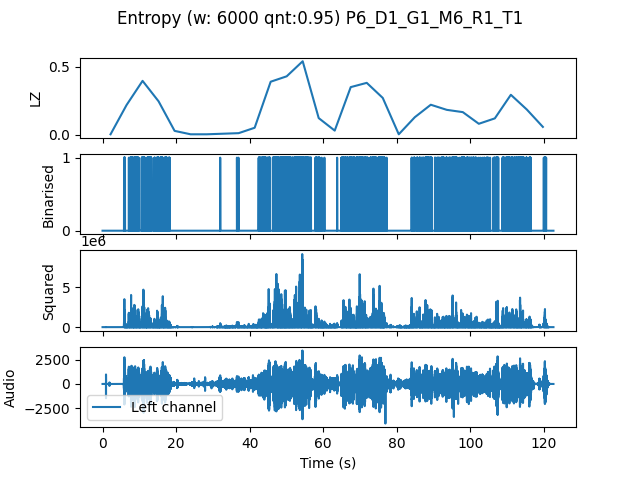 Entropy (w: 6000 qnt:0.95) P6_D1_G1_M6_R1_T1
0.5
0.0
LZ
1
0
Binarised
1e6
5
0
Squared
2500
0
−2500
Audio
Left channel
0 20 40 60 80 100 120
Time (s)